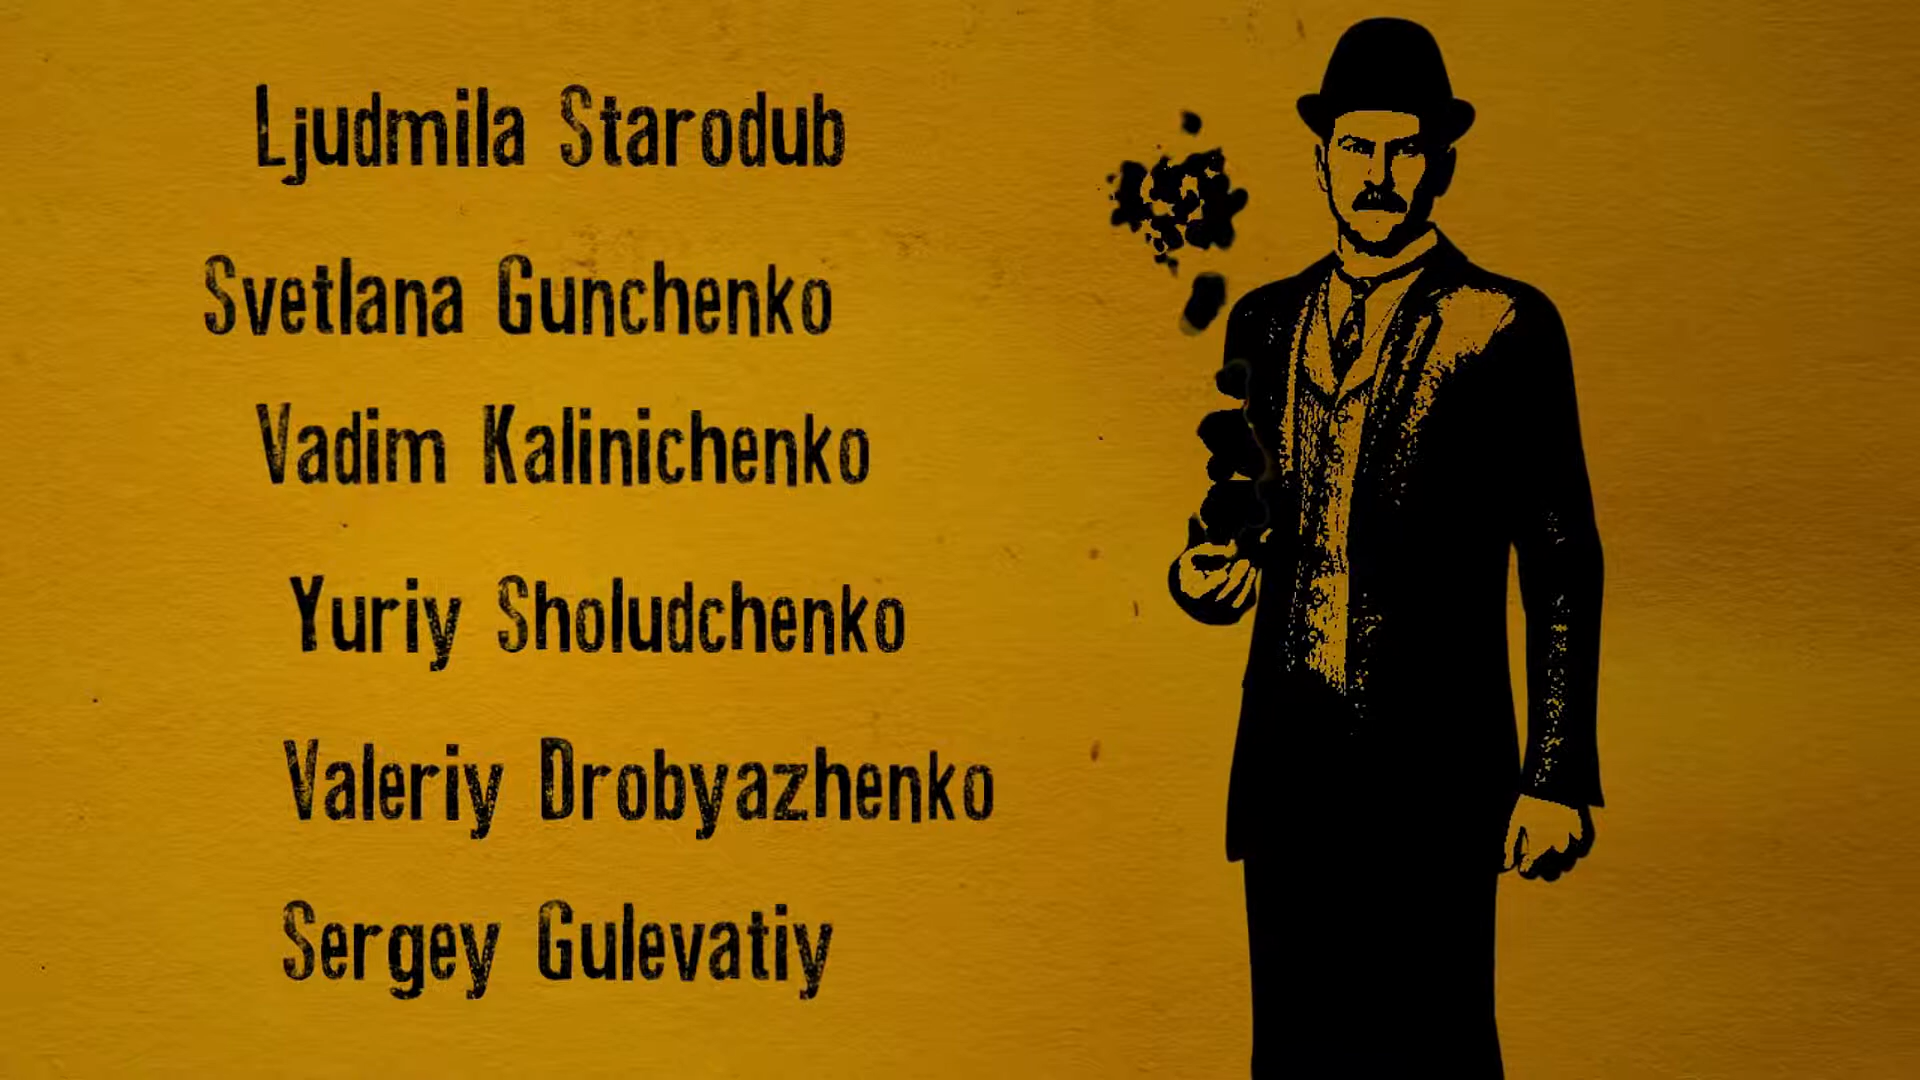 Ljudmila Starodub
Svetlana Gunchenko
Vadim Kalinichenko
Yuriy Sholudchenko
Valeriy Drobyazhenko
Sergey Gulevatiy